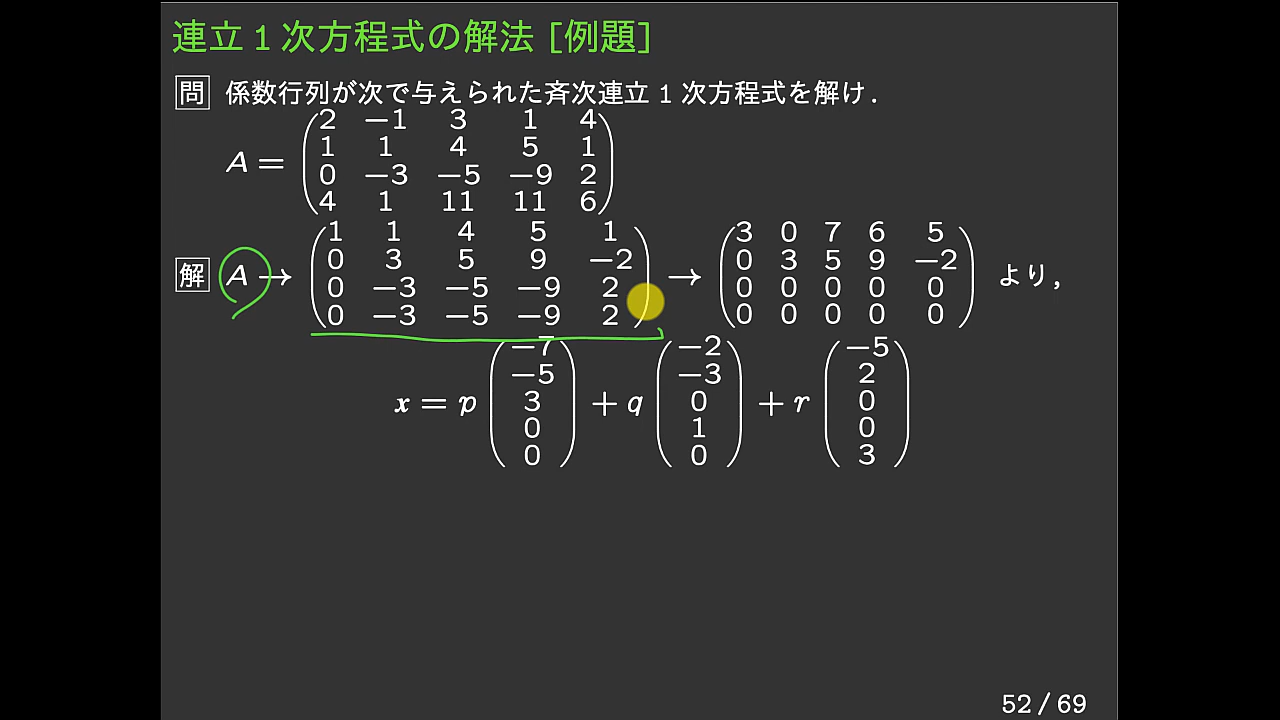 連立 1 次方程式の解法 [例題]
問 係数行列が次で与えられた斉次連立 1 次方程式を解け.
2 −1 3 1 4
1 1 4 5 1
A =
0 −3 −5 −9 2
4 1 11 11 6
1 1 4 5 1 3 0 7 6 5
0 3 5 9 −2 0 3 5 9 −2
解 A → → より,
0 −3 −5 −9 2 0 0 0 0 0
0 −3 −5 −9 2 0 0 0 0 0
−7 −2 −5
−5 −3 2
x = p 3 + q 0 + r 0
0 1 0
0 0 3
52 / 69